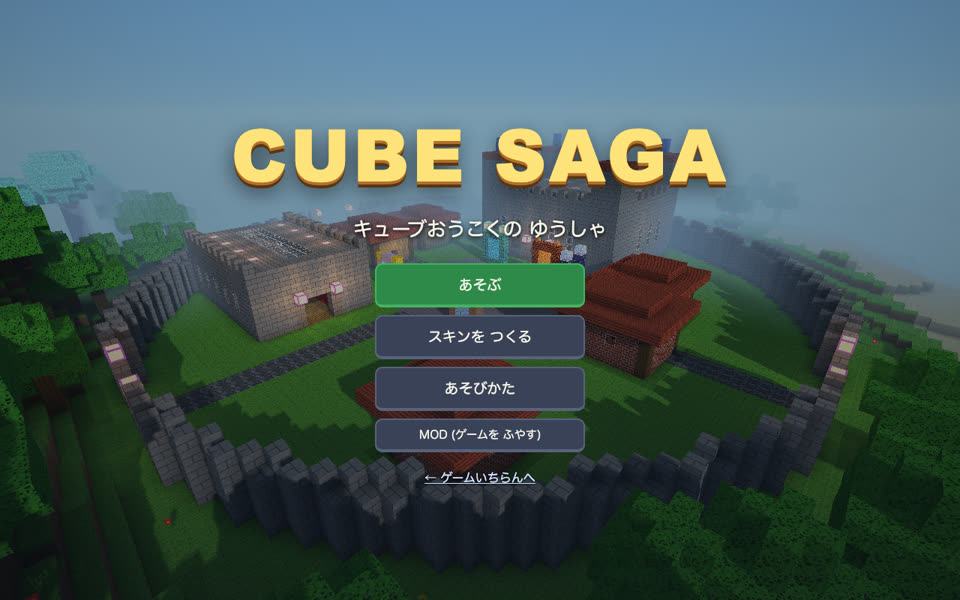 CUBE SAGA
キューブおうこくの ゆうしゃ
あそぶ
スキンを つくる
あそびかた
MOD (ゲームを ふやす)
← ゲームいちらんへ